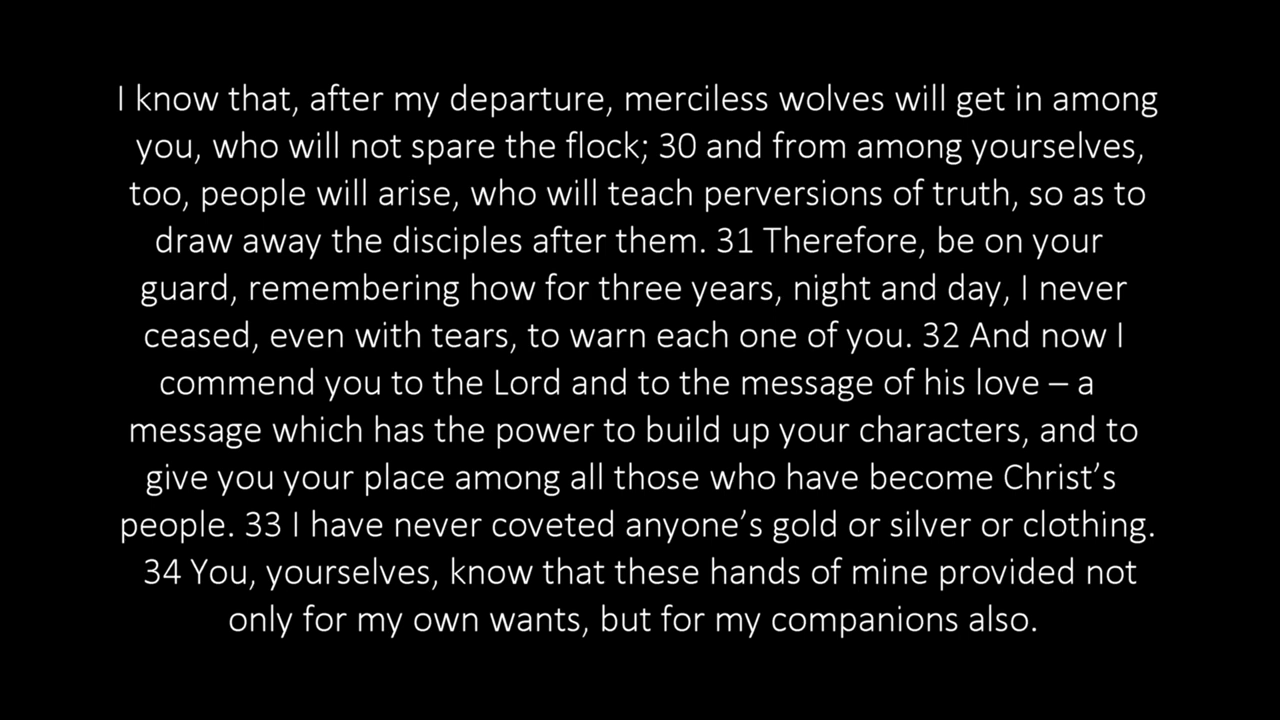 I know that, after my departure, merciless wolves will get in among
you, who will not spare the flock; 30 and from among yourselves,
too, people will arise, who will teach perversions of truth, so as to
draw away the disciples after them. 31 Therefore, be on your
guard, remembering how for three years, night and day, I never
ceased, even with tears, to warn each one of you. 32 And now I
commend you to the Lord and to the message of his love – a
message which has the power to build up your characters, and to
give you your place among all those who have become Christ’s
people. 33 I have never coveted anyone’s gold or silver or clothing.
34 You, yourselves, know that these hands of mine provided not
only for my own wants, but for my companions also.